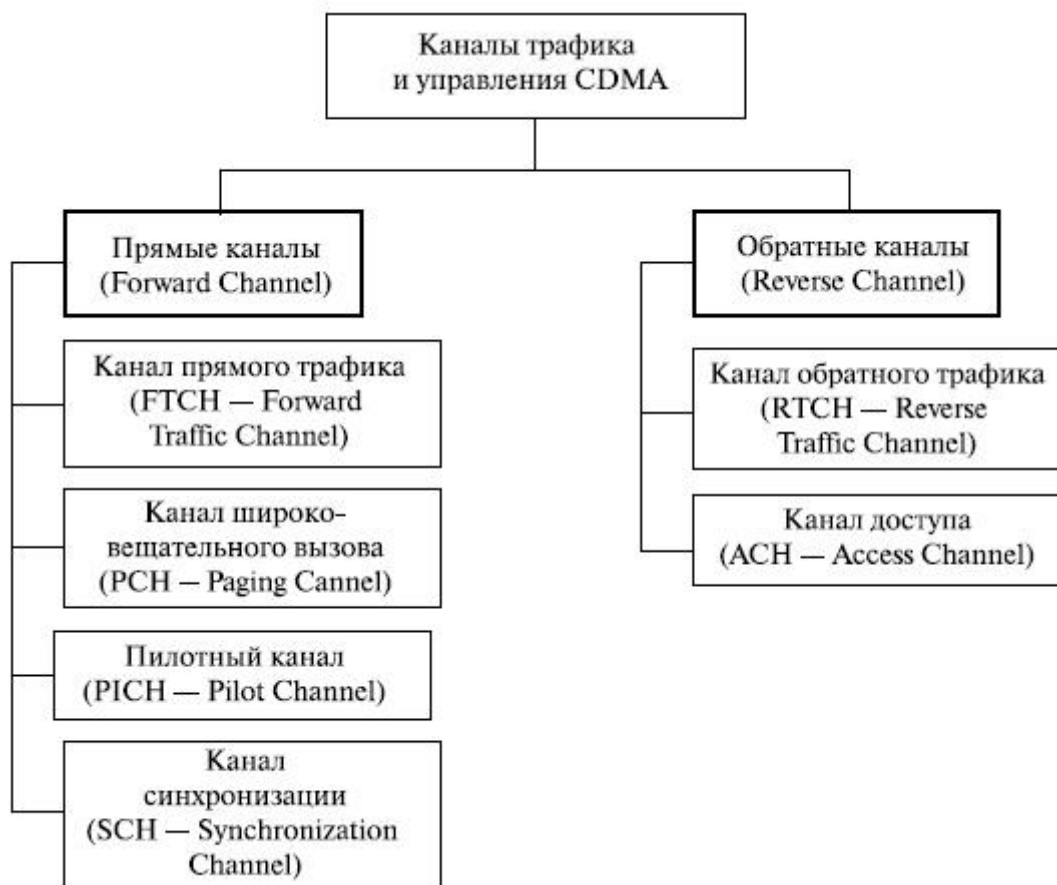 Каналы трафика
и управления CDMA
Прямые каналы
(Forward Channel)
Канал прямого трафика
(FTCH — Forward
Traffic Channel)
Канал широко-
вещательного вызова
(PCH — Paging Cannel)
Пилотный канал
(PICH — Pilot Channel)
Канал
синхронизации
(SCH — Synchronization
Channel)
Обратные каналы
(Reverse Channel)
Канал обратного трафика
(RTCH — Reverse
Traffic Channel)
Канал доступа
(ACH — Access Channel)